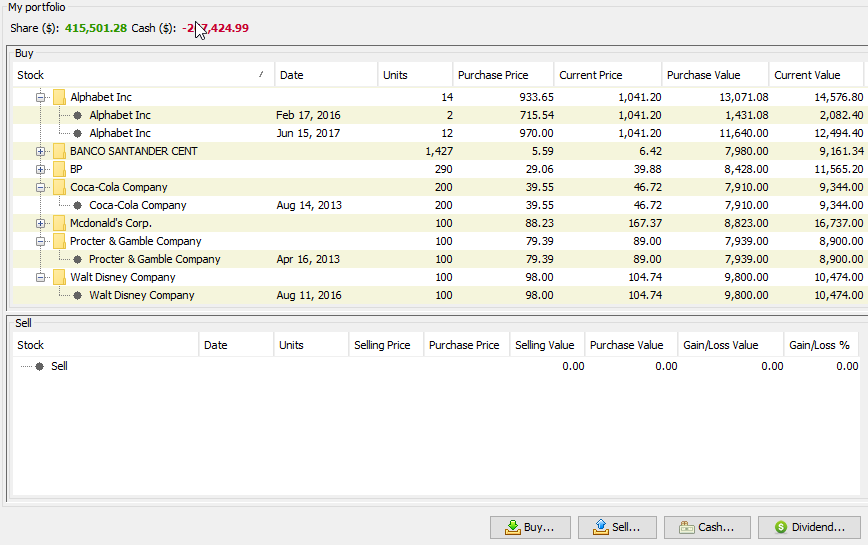 My portfolio
Share ($): 415,501.28 Cash ($): 7,424.99
Buy
Stock Date Units Purchase Price Current Price Purchase Value Current Value
Alphabet Inc 14 933.65 1,041.20 13,071.08 14,576.80
Alphabet Inc Feb 17, 2016 2 715.54 1,041.20 1,431.08 2,082.40
Alphabet Inc Jun 15, 2017 12 970.00 1,041.20 11,640.00 12,494.40
BANCO SANTANDER CENT 1,427 5.59 6.42 7,980.00 9,161.34
BP 290 29.06 39.88 8,428.00 11,565.20
Coca-Cola Company 200 39.55 46.72 7,910.00 9,344.00
Coca-Cola Company Aug 14, 2013 200 39.55 46.72 7,910.00 9,344.00
Mcdonald's Corp. 100 88.23 167.37 8,823.00 16,737.00
Procter & Gamble Company 100 79.39 89.00 7,939.00 8,900.00
Procter & Gamble Company Apr 16, 2013 100 79.39 89.00 7,939.00 8,900.00
Walt Disney Company 100 98.00 104.74 9,800.00 10,474.00
Walt Disney Company Aug 11, 2016 100 98.00 104.74 9,800.00 10,474.00
Sell
Stock Date Units Selling Price Purchase Price Selling Value Purchase Value Gain/Loss Value Gain/Loss %
Sell 0.00 0.00 0.00 0.00
Buy... Sell... Cash... Dividend...